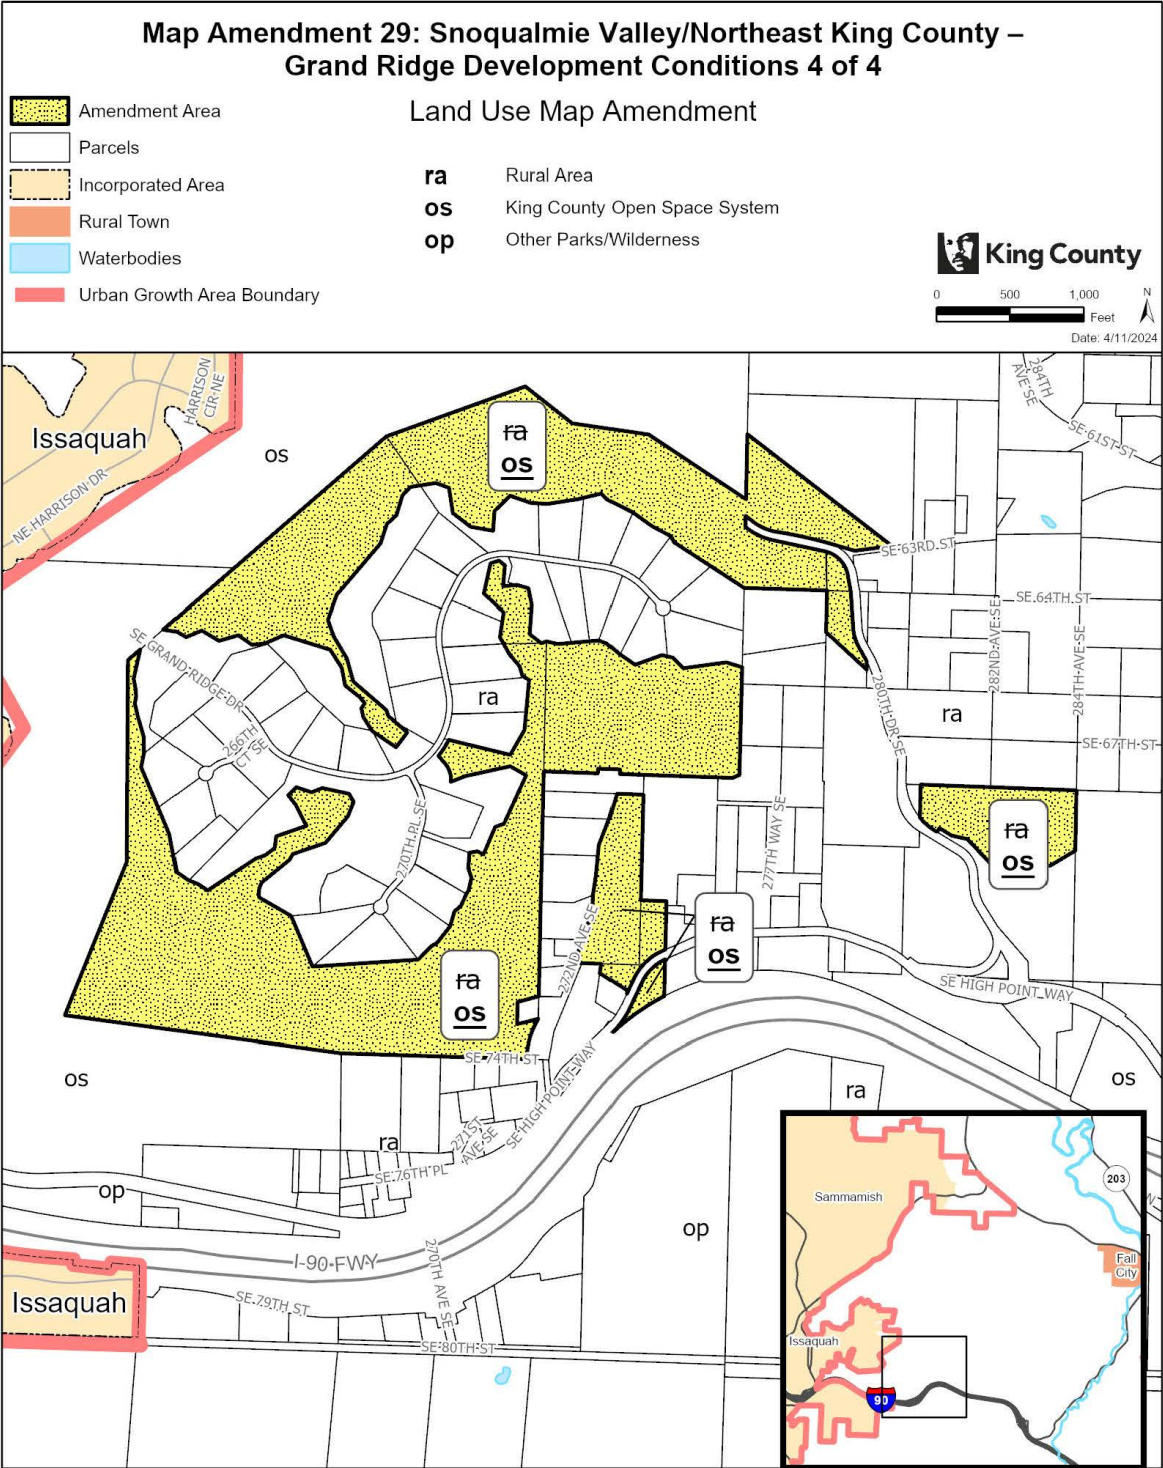 Map Amendment 29: Snoqualmie Valley/Northeast King County –
Grand Ridge Development Conditions 4 of 4
Land Use Map Amendment
Amendment Area
Parcels
Incorporated Area
Rural Town
Waterbodies
Urban Growth Area Boundary
ra Rural Area
os King County Open Space System
op Other Parks/Wilderness
King County
0 500 1,000
Feet
N
Date: 4/11/2024
HARRISON
CIR NE
Issaquah
NE HARRISON DR
os
ra
os
284TH
AVE SE
SE 61ST ST
SE 63RD ST
SE 64TH ST
282ND AVE SE
284TH AVE SE
SE GRAND RIDGE DR
266TH
CT SE
ra
280TH DR SE
ra
SE 67TH ST
270TH PL SE
277TH WAY SE
ra
os
272ND AVE SE
ra
os
ra
os
SE HIGH POINT WAY
SE 74TH ST
os
ra
os
271ST
AVE SE
SE HIGH POINT WAY
ra
SE 76TH PL
op
op
I-90 FWY
270TH AVE SE
Issaquah
SE 79TH ST
SE 80TH ST
Sammamish
203
Fall
City
Issaquah
90